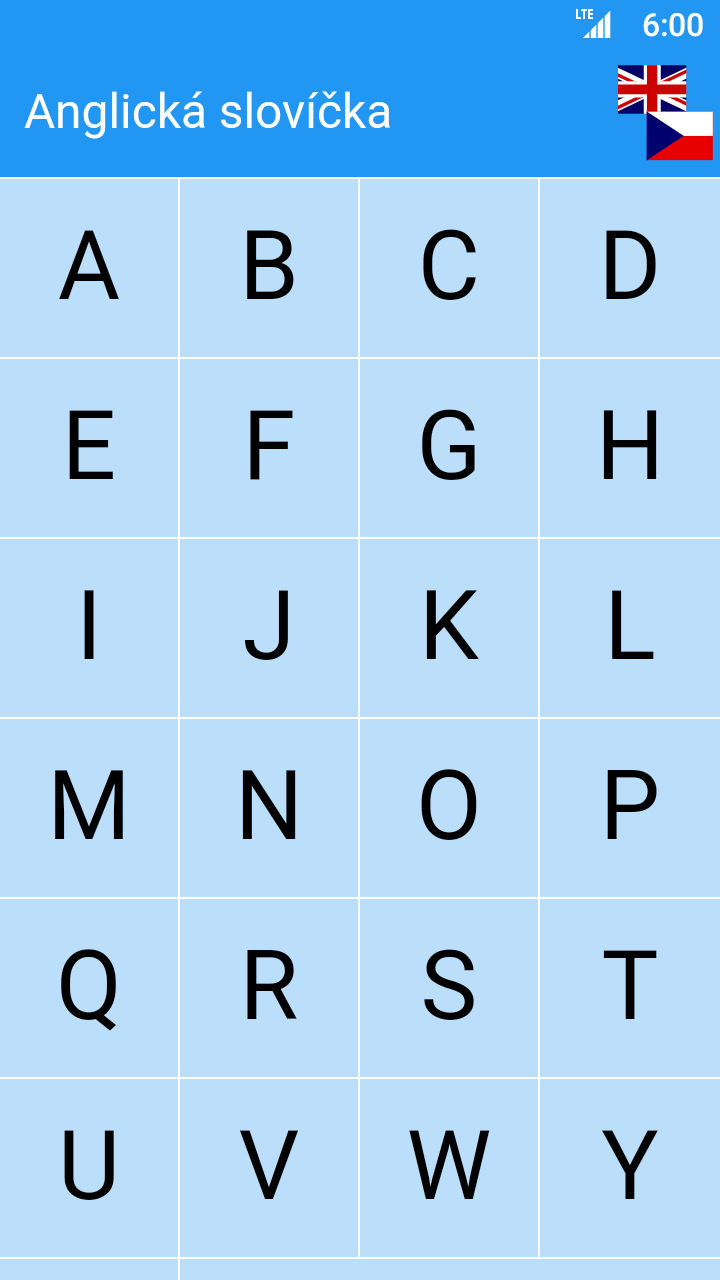 LTE 6:00
Anglická slovíčka
A B C D
E F G H
I J K L
M N O P
Q R S T
U V W Y